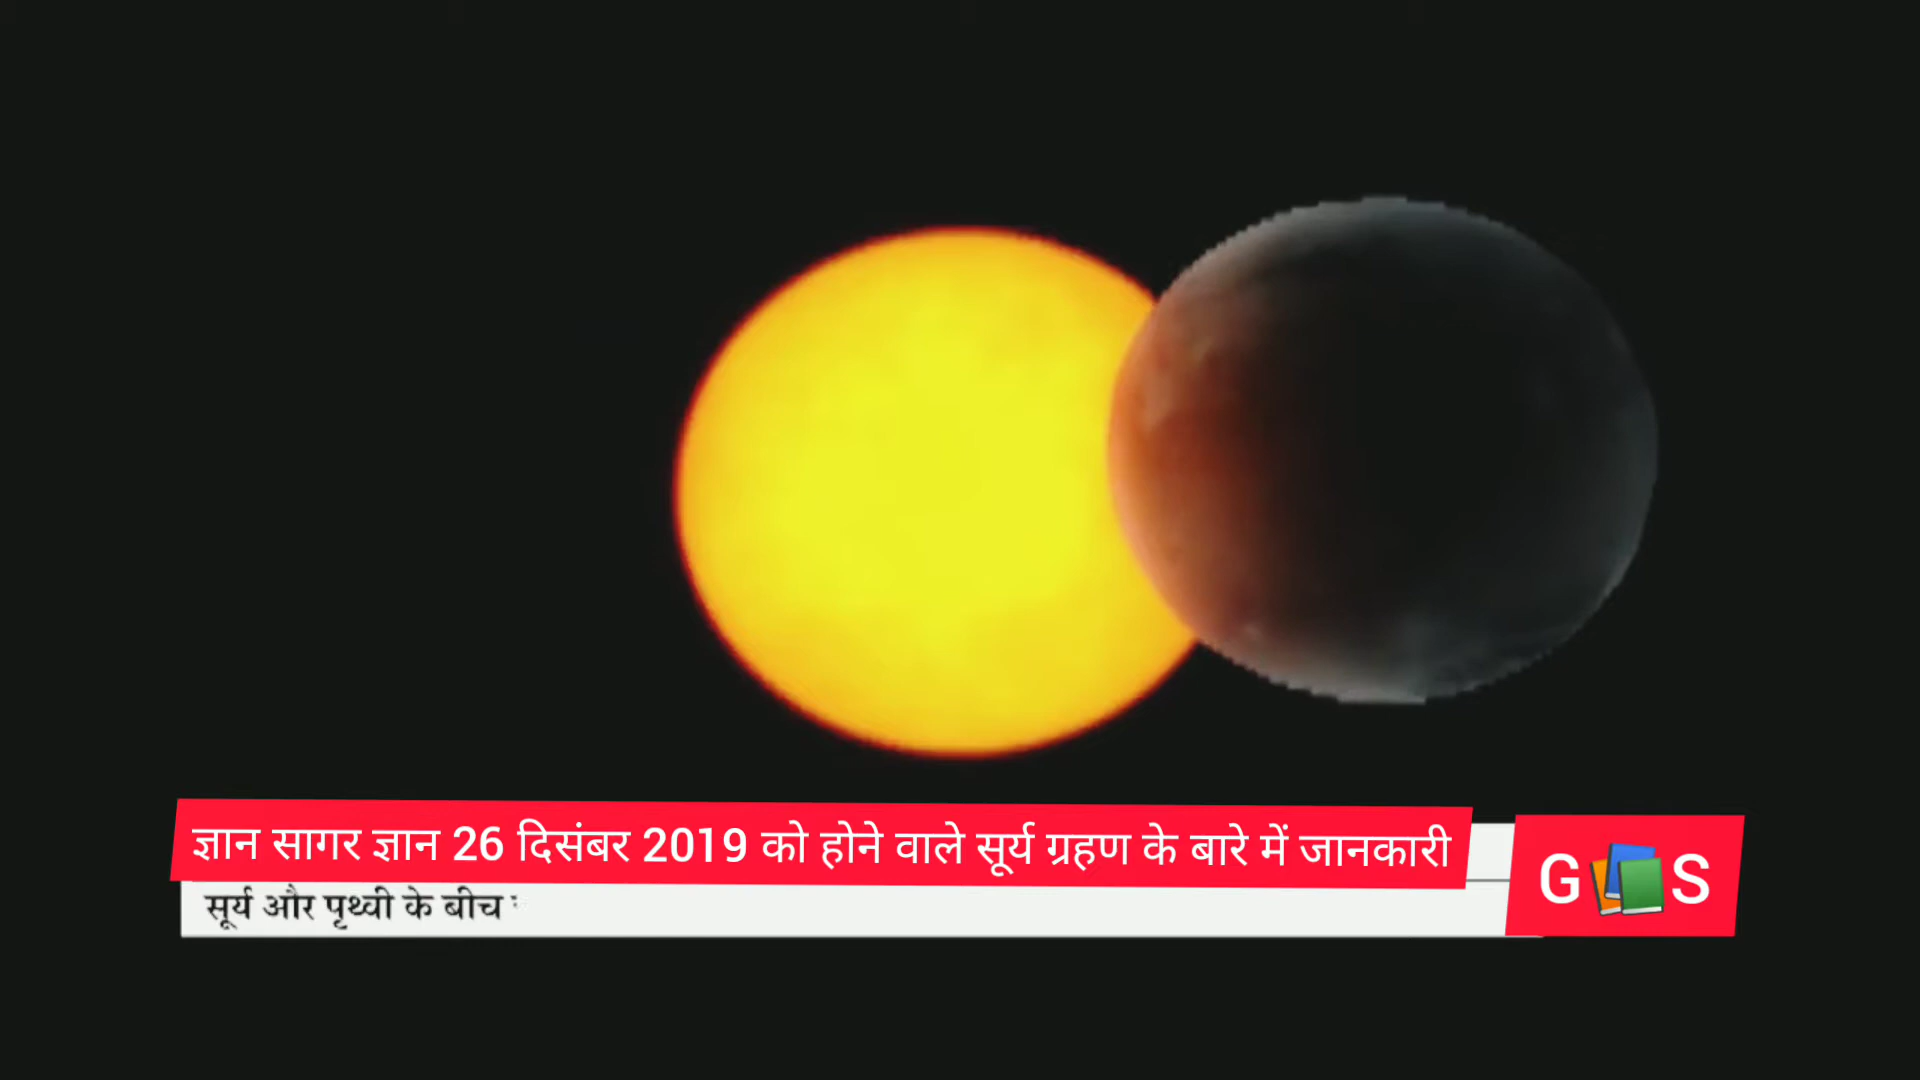 ज्ञान सागर ज्ञान 26 दिसंबर 2019 को होने वाले सूर्य ग्रहण के बारे में जानकारी
सूर्य और पृथ्वी के बीच
G S